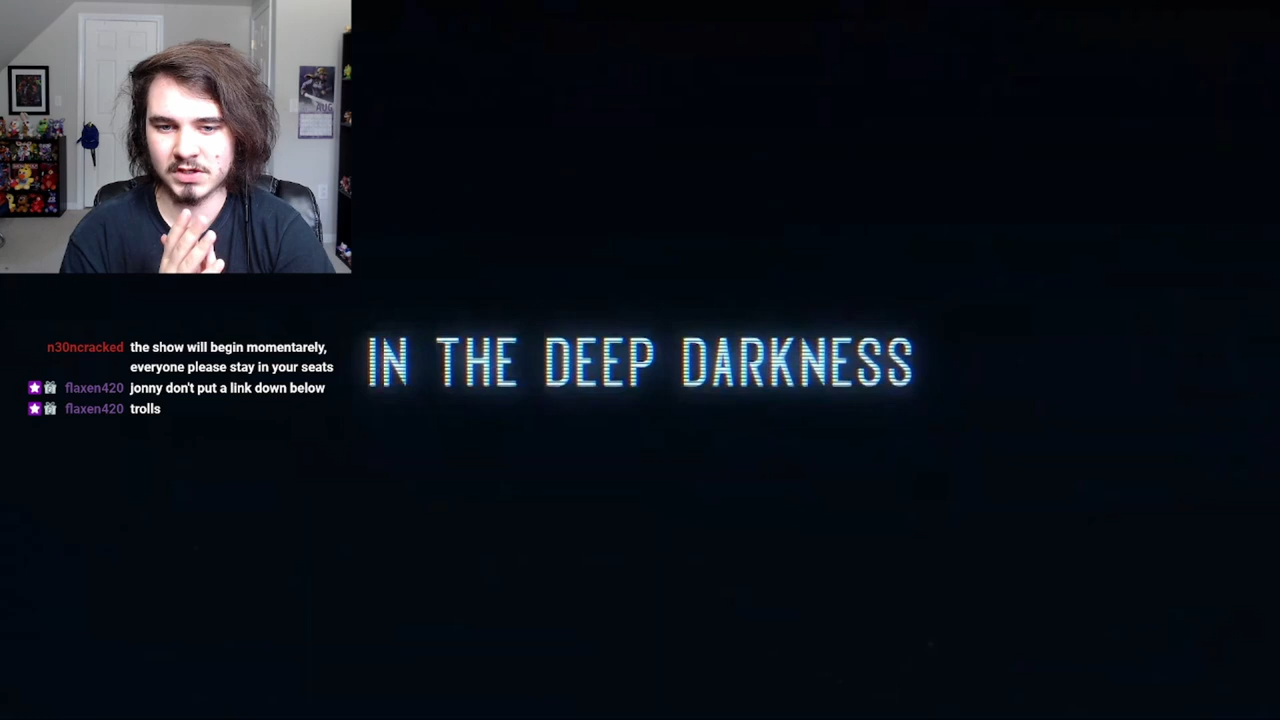 AUG
n30ncracked the show will begin momentarely,
everyone please stay in your seats
flaxen420 jonny don't put a link down below
flaxen420 trolls
IN THE DEEP DARKNESS